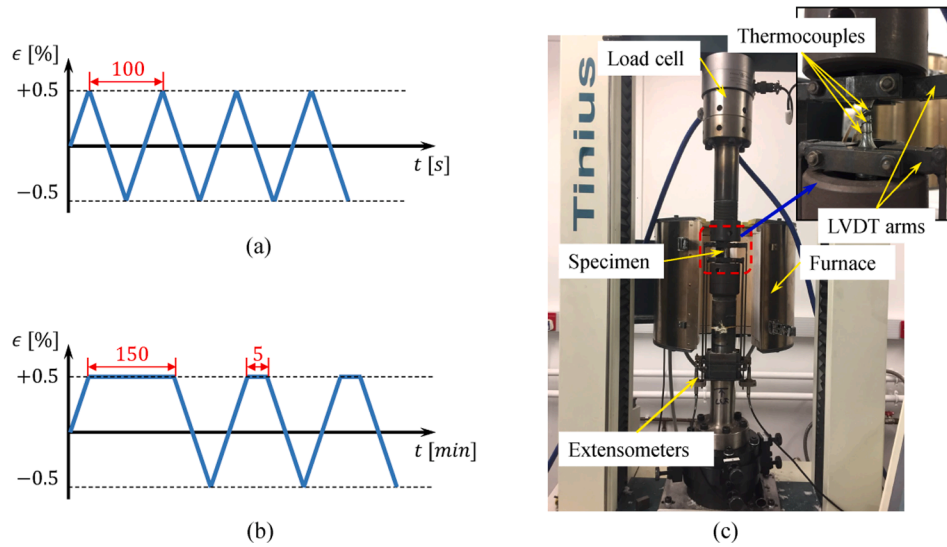 ϵ [%]
100
+0.5
t [s]
−0.5
(a)
ϵ [%]
150
5
+0.5
t [min]
−0.5
(b)
Thermocouples
Load cell
Tinius
LVDT arms
Specimen
Furnace
Extensometers
(c)